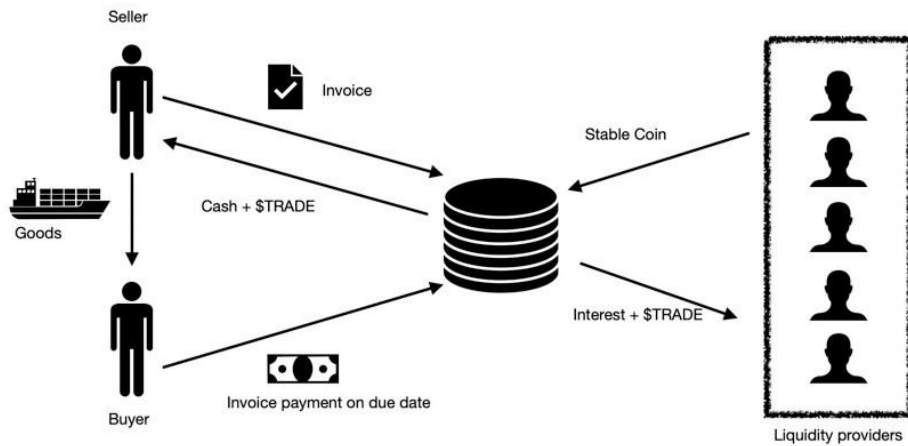 Seller
Invoice
Stable Coin
Cash + $TRADE
Goods
Interest + $TRADE
Invoice payment on due date
Buyer
Liquidity providers